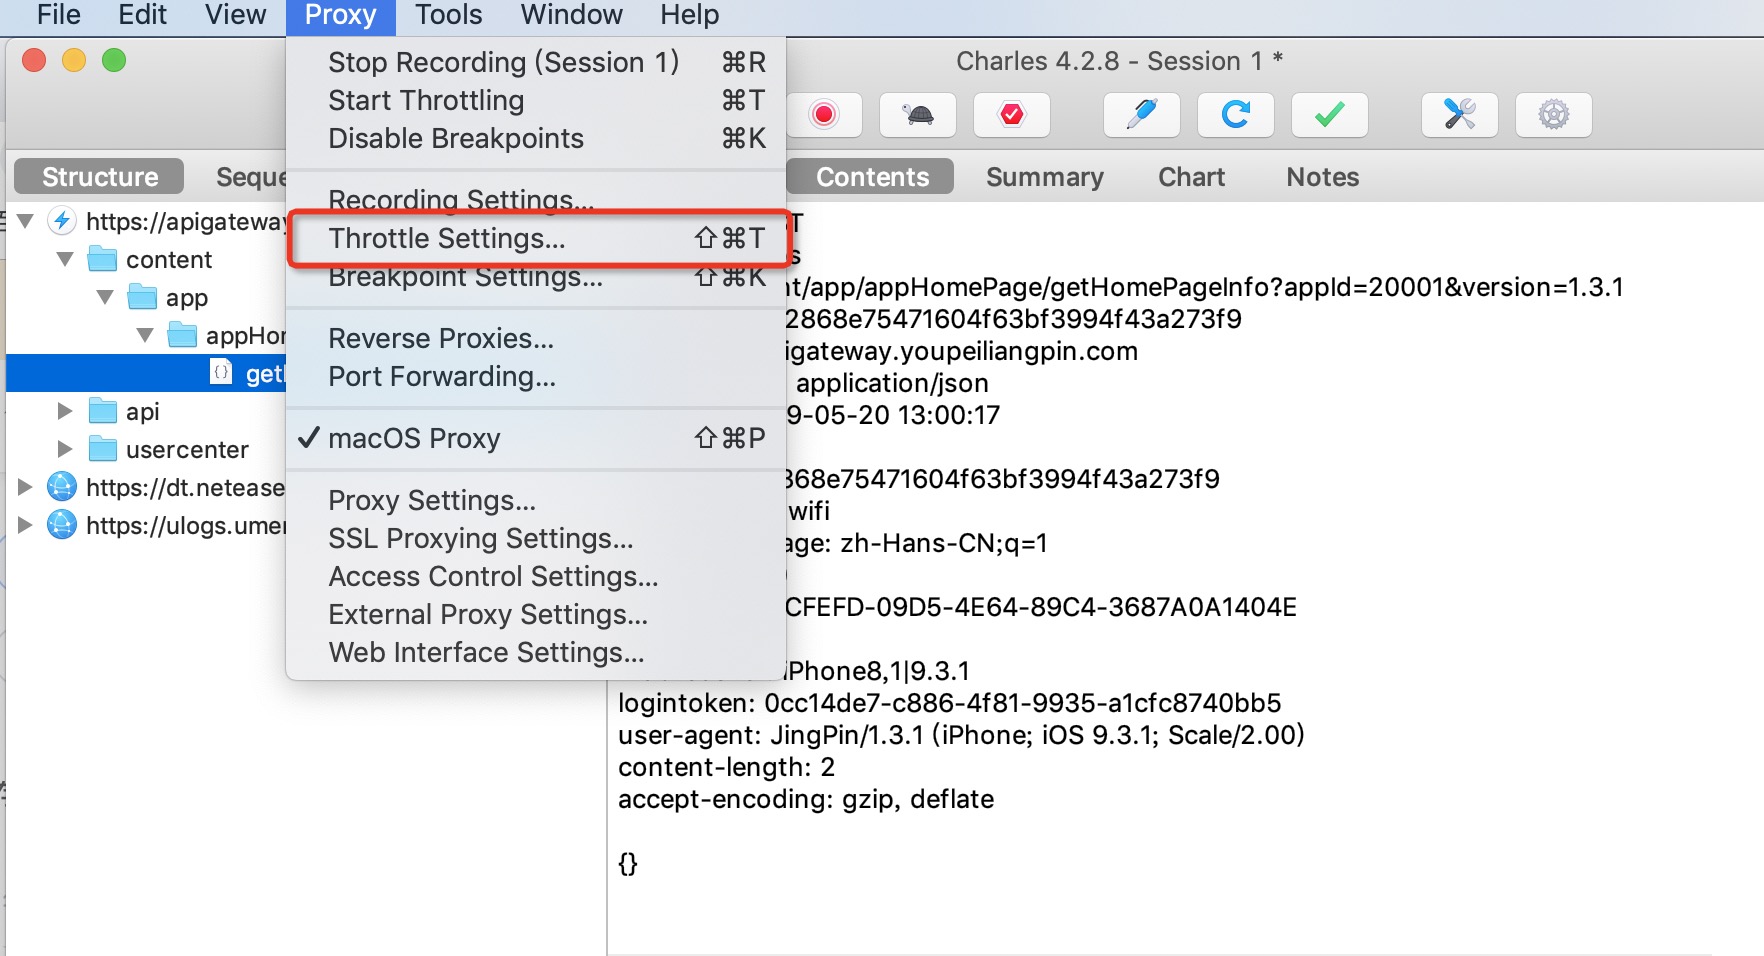 File Edit View Proxy Tools Window Help
Charles 4.2.8 - Session 1 *
Stop Recording (Session 1) ⌘R
Start Throttling ⌘T
Disable Breakpoints ⌘K
Recording Settings...
Throttle Settings... ⇧⌘T
Breakpoint Settings... ⇧⌘K
Reverse Proxies...
Port Forwarding...
✓ macOS Proxy ⇧⌘P
Proxy Settings...
SSL Proxying Settings...
Access Control Settings...
External Proxy Settings...
Web Interface Settings...
Structure Seque
https://apigateway
content
app
appHo
{} get
api
usercenter
https://dt.netease
https://ulogs.ume
Contents Summary Chart Notes
T
s
t/app/appHomePage/getHomePageInfo?appId=20001&version=1.3.1
2868e75471604f63bf3994f43a273f9
igateway.youpeiliangpin.com
application/json
9-05-20 13:00:17
868e75471604f63bf3994f43a273f9
wifi
age: zh-Hans-CN;q=1
CFEFD-09D5-4E64-89C4-3687A0A1404E
iPhone8,1|9.3.1
logintoken: 0cc14de7-c886-4f81-9935-a1cfc8740bb5
user-agent: JingPin/1.3.1 (iPhone; iOS 9.3.1; Scale/2.00)
content-length: 2
accept-encoding: gzip, deflate
{}